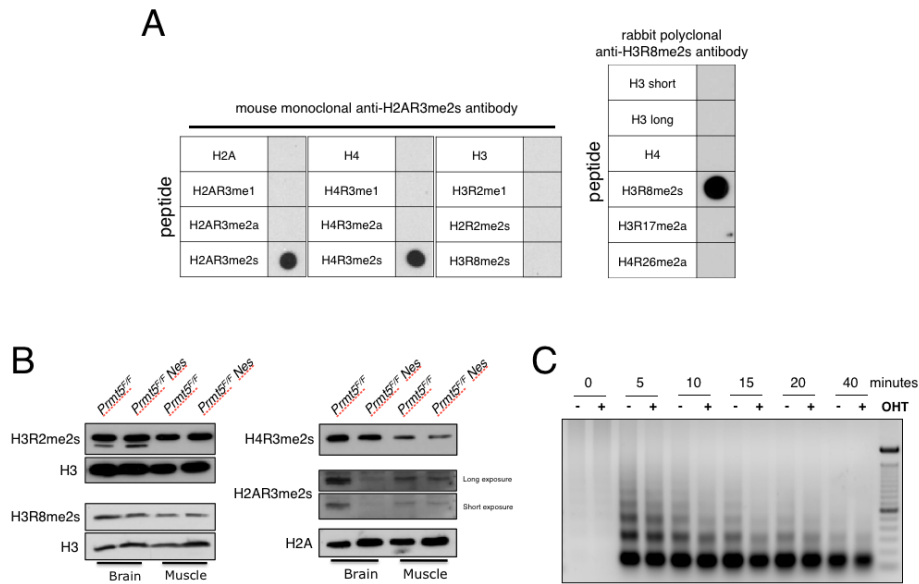 A
mouse monoclonal anti-H2AR3me2s antibody
peptide
H2A H4 H3
H2AR3me1 H4R3me1 H3R2me1
H2AR3me2a H4R3me2a H2R2me2s
H2AR3me2s H4R3me2s H3R8me2s
rabbit polyclonal
anti-H3R8me2s antibody
peptide
H3 short
H3 long
H4
H3R8me2s
H3R17me2a
H4R26me2a
B
Prmt5F/F Prmt5F/F Nes Prmt5F/F Prmt5F/F Nes
H3R2me2s
H3
H3R8me2s
H3
Brain Muscle
Prmt5F/F Prmt5F/F Nes Prmt5F/F Prmt5F/F Nes
H4R3me2s
H2AR3me2s
Long exposure
Short exposure
H2A
Brain Muscle
C
0 5 10 15 20 40 minutes
- + - + - + - + - + - + OHT